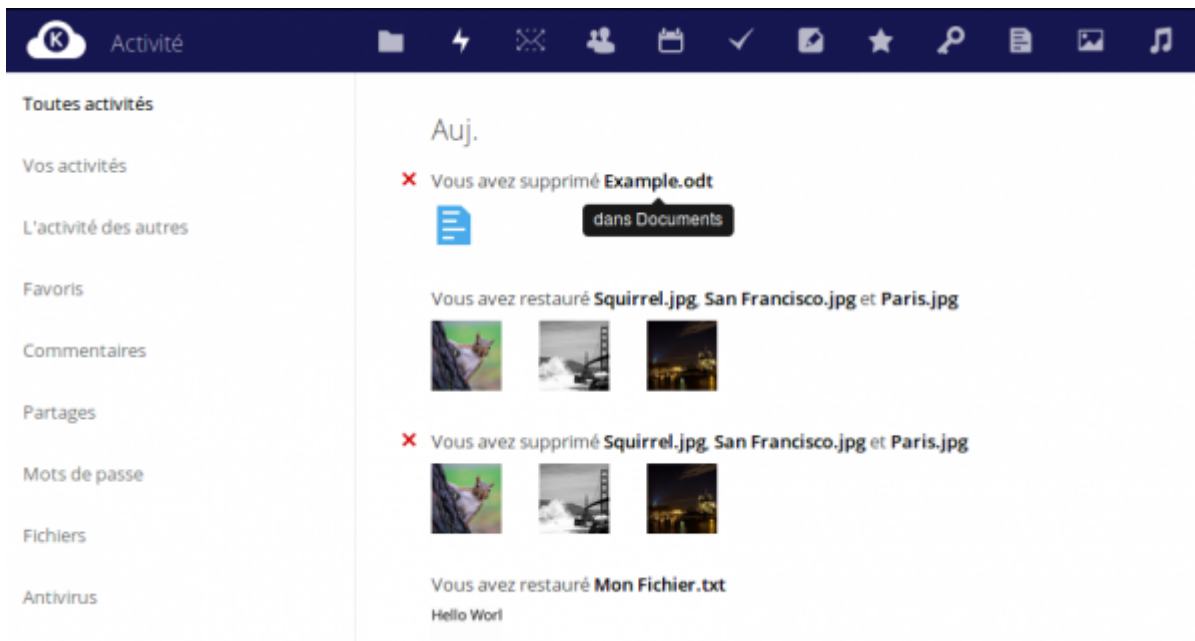 K Activité
Toutes activités
Vos activités
L'activité des autres
Favoris
Commentaires
Partages
Mots de passe
Fichiers
Antivirus
Auj.
Vous avez supprimé Example.odt
dans Documents
Vous avez restauré Squirrel.jpg, San Francisco.jpg et Paris.jpg
Vous avez supprimé Squirrel.jpg, San Francisco.jpg et Paris.jpg
Vous avez restauré Mon Fichier.txt
Hello Worl